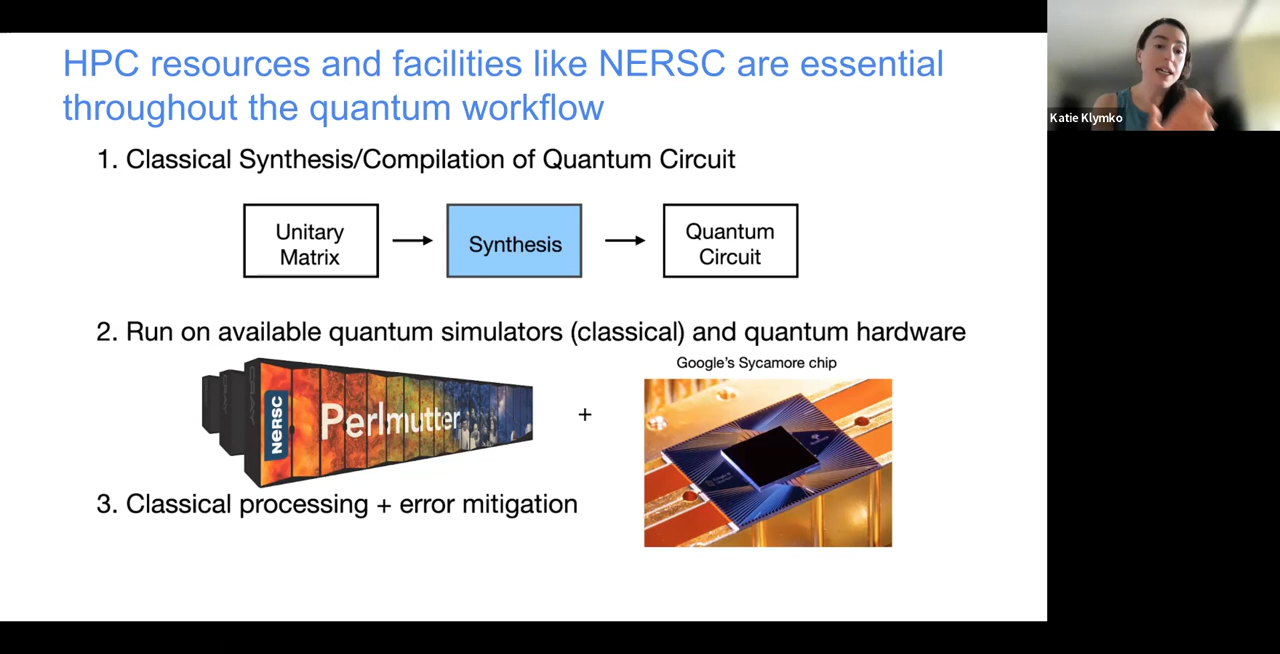 HPC resources and facilities like NERSC are essential
throughout the quantum workflow
Katie Klymko
1. Classical Synthesis/Compilation of Quantum Circuit
Unitary
Matrix
Synthesis
Quantum
Circuit
2. Run on available quantum simulators (classical) and quantum hardware
Google's Sycamore chip
NERSC
Perlmutter
+
3. Classical processing + error mitigation